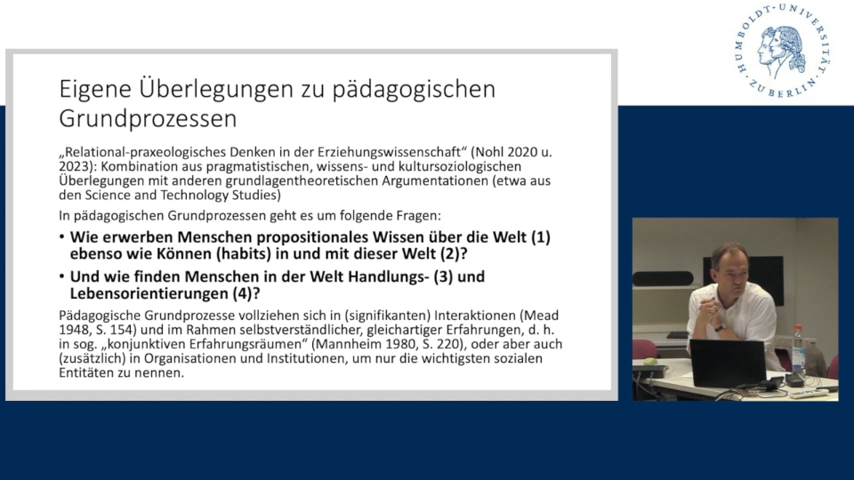 HUMBOLDT-UNIVERSITÄT
ZU BERLIN
Eigene Überlegungen zu pädagogischen
Grundprozessen
„Relational-praxeologisches Denken in der Erziehungswissenschaft“ (Nohl 2020 u.
2023): Kombination aus pragmatistischen, wissens- und kultursoziologischen
Überlegungen mit anderen grundlagentheoretischen Argumentationen (etwa aus
den Science and Technology Studies)
In pädagogischen Grundprozessen geht es um folgende Fragen:
• Wie erwerben Menschen propositionales Wissen über die Welt (1)
ebenso wie Können (habits) in und mit dieser Welt (2)?
• Und wie finden Menschen in der Welt Handlungs- (3) und
Lebensorientierungen (4)?
Pädagogische Grundprozesse vollziehen sich in (signifikanten) Interaktionen (Mead
1948, S. 154) und im Rahmen selbstverständlicher, gleichartiger Erfahrungen, d. h.
in sog. „konjunktiven Erfahrungsräumen“ (Mannheim 1980, S. 220), oder aber auch
(zusätzlich) in Organisationen und Institutionen, um nur die wichtigsten sozialen
Entitäten zu nennen.